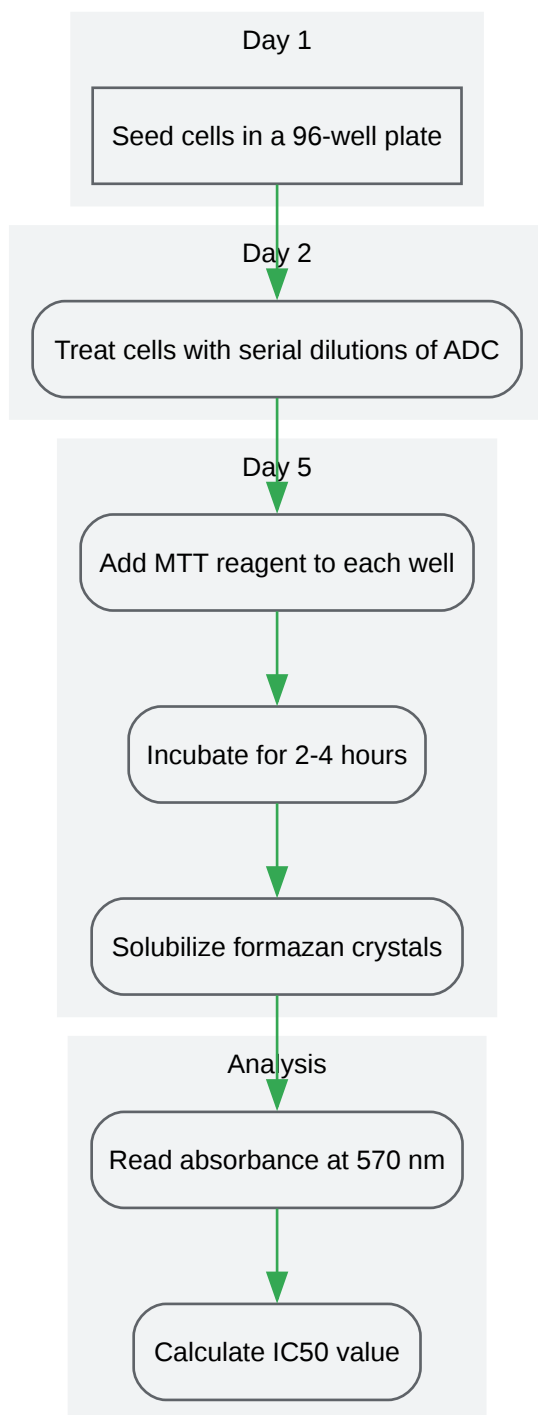 Day 1
Seed cells in a 96-well plate
Day 2
Treat cells with serial dilutions of ADC
Day 5
Add MTT reagent to each well
Incubate for 2-4 hours
Solubilize formazan crystals
Analysis
Read absorbance at 570 nm
Calculate IC50 value